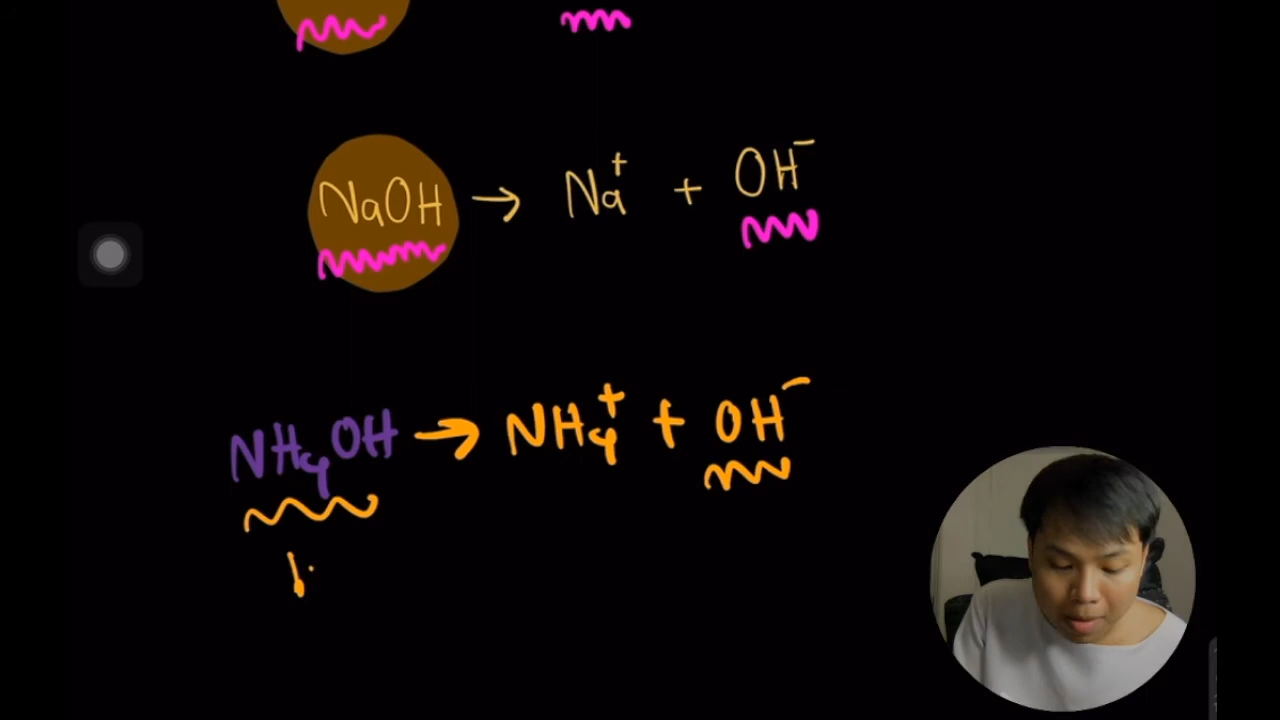 NaOH → Na⁺ + OH⁻
NH₄OH → NH₄⁺ + OH⁻